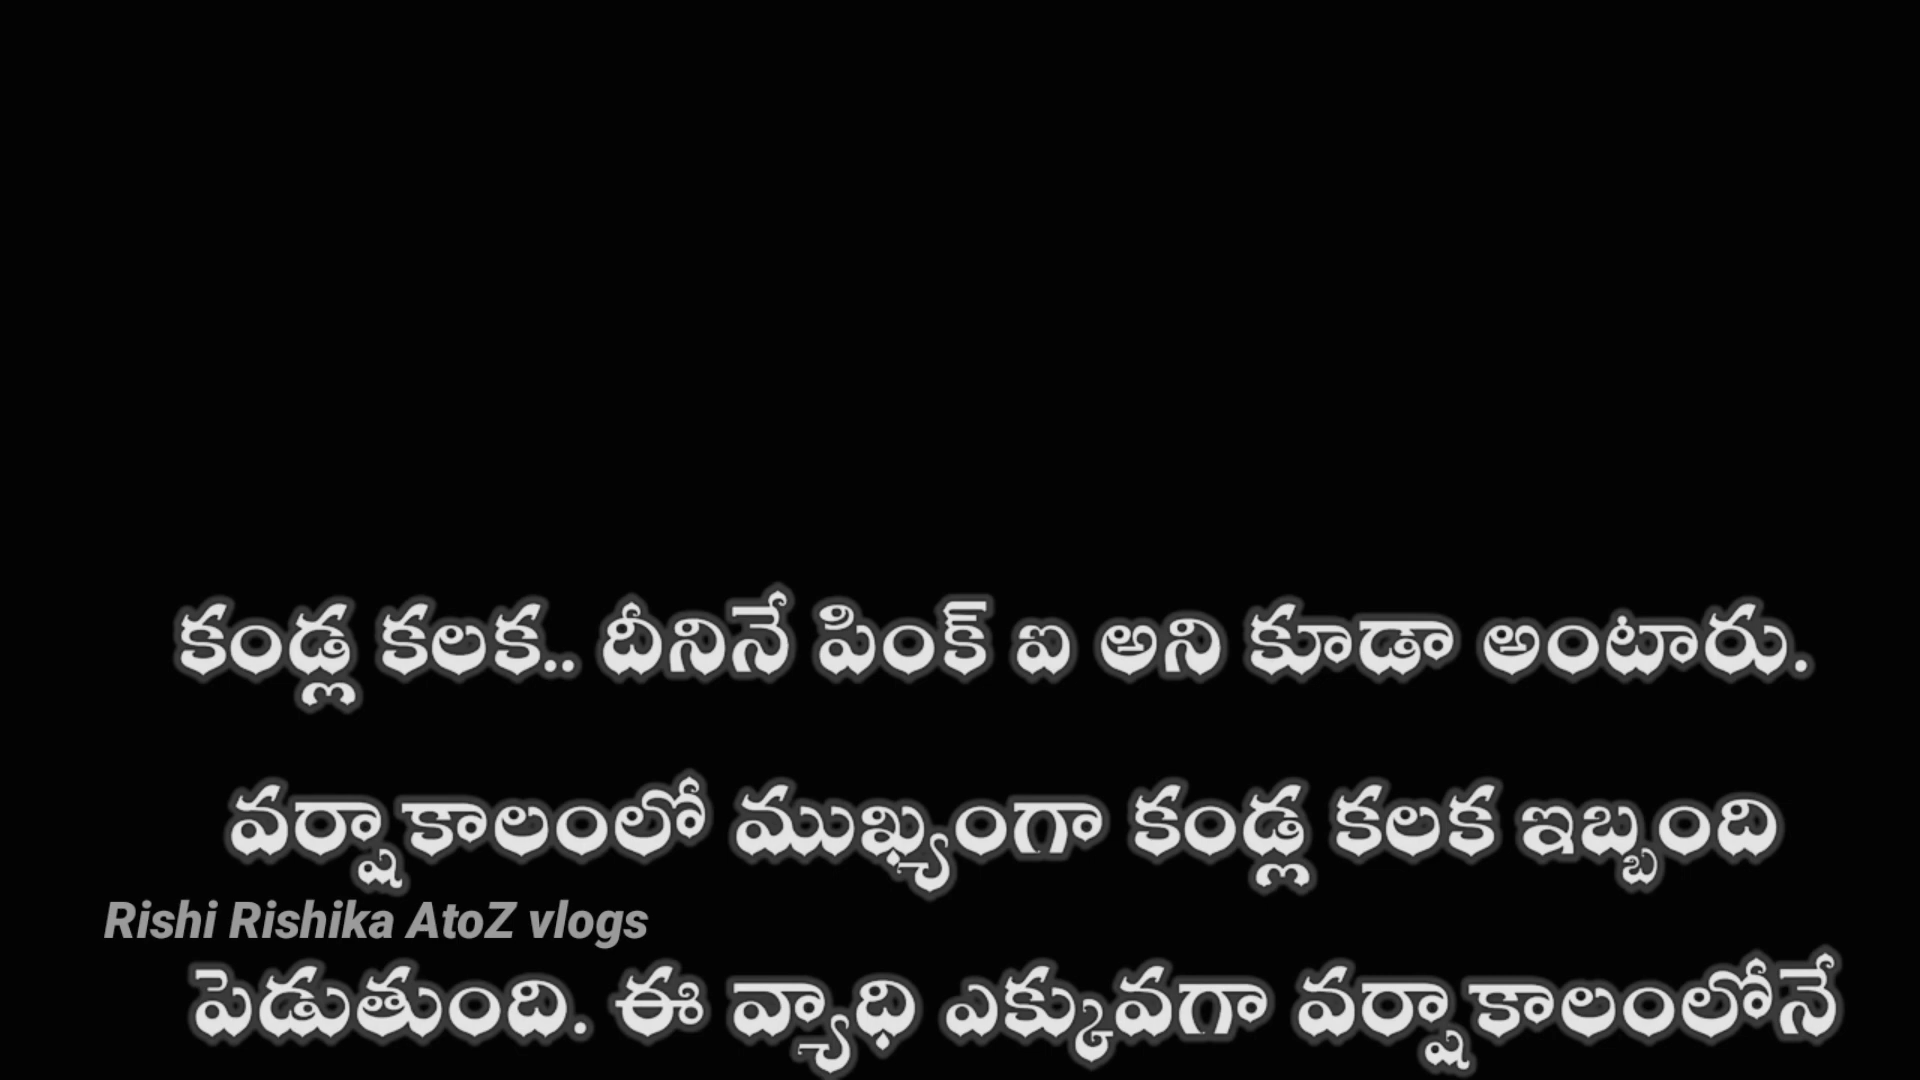 కండ్ల కలక.. దీనినే పింక్ ఐ అని కూడా అంటారు.
వర్షాకాలంలో ముఖ్యంగా కండ్ల కలక ఇబ్బంది
Rishi Rishika AtoZ vlogs
పెడుతుంది. ఈ వ్యాధి ఎక్కువగా వర్షాకాలంలోనే